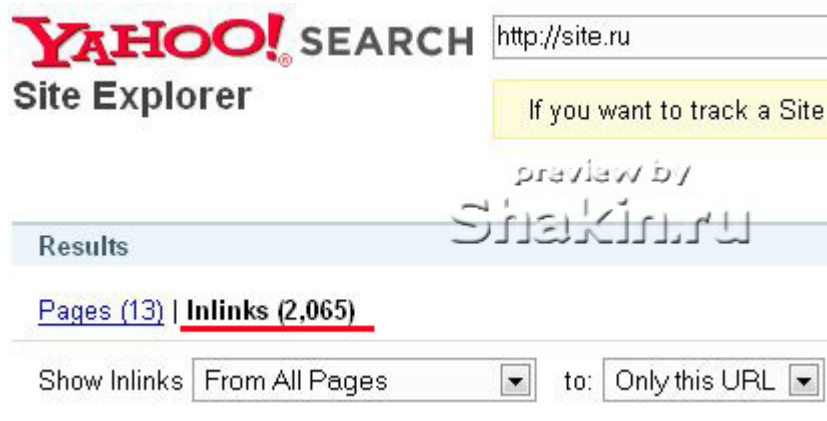 YAHOO!® SEARCH http://site.ru
Site Explorer
If you want to track a Site
preview by
Shakin.ru
Results
Pages (13) | Inlinks (2,065)
Show Inlinks From All Pages to: Only this URL